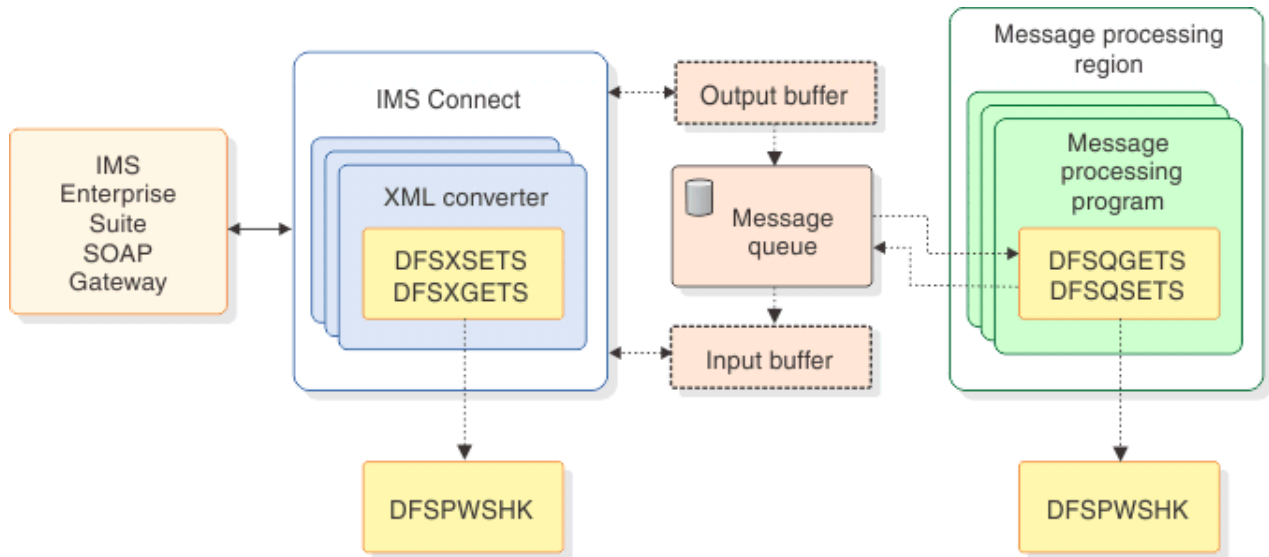 IMS
Enterprise
Suite
SOAP
Gateway
IMS Connect
XML converter
DFSXSETS
DFSXGETS
DFSPWSHK
Output buffer
Message
queue
Input buffer
Message processing
region
Message
processing
program
DFSQGETS
DFSQSETS
DFSPWSHK